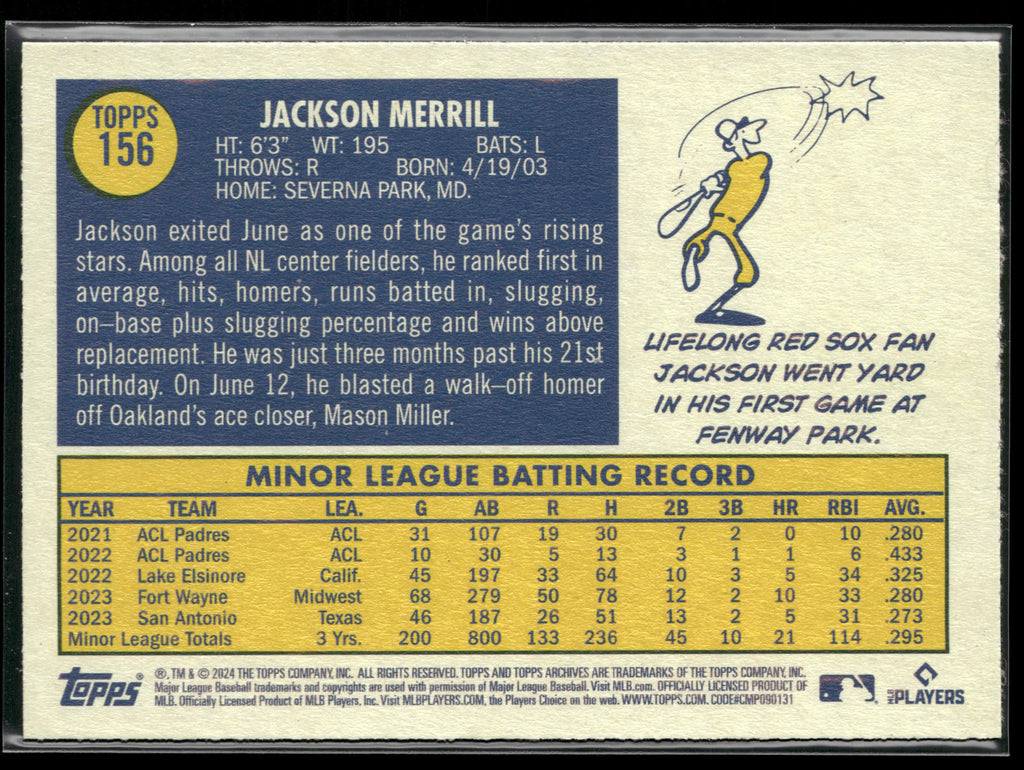 TOPPS
156
JACKSON MERRILL
HT: 6'3" WT: 195 BATS: L
THROWS: R BORN: 4/19/03
HOME: SEVERNA PARK, MD.
Jackson exited June as one of the game's rising
stars. Among all NL center fielders, he ranked first in
average, hits, homers, runs batted in, slugging,
on–base plus slugging percentage and wins above
replacement. He was just three months past his 21st
birthday. On June 12, he blasted a walk–off homer
off Oakland's ace closer, Mason Miller.
LIFELONG RED SOX FAN
JACKSON WENT YARD
IN HIS FIRST GAME AT
FENWAY PARK.
MINOR LEAGUE BATTING RECORD
YEAR TEAM LEA. G AB R H 2B 3B HR RBI AVG.
2021 ACL Padres ACL 31 107 19 30 7 2 0 10 .280
2022 ACL Padres ACL 10 30 5 13 3 1 1 6 .433
2022 Lake Elsinore Calif. 45 197 33 64 10 3 5 34 .325
2023 Fort Wayne Midwest 68 279 50 78 12 2 10 33 .280
2023 San Antonio Texas 46 187 26 51 13 2 5 31 .273
Minor League Totals 3 Yrs. 200 800 133 236 45 10 21 114 .295
Topps®
®, TM & © 2024 THE TOPPS COMPANY, INC. ALL RIGHTS RESERVED. TOPPS AND TOPPS ARCHIVES ARE TRADEMARKS OF THE TOPPS COMPANY, INC.
Major League Baseball trademarks and copyrights are used with permission of Major League Baseball. Visit MLB.com. OFFICIALLY LICENSED PRODUCT OF
MLB. Officially Licensed Product of MLB Players, Inc. Visit MLBPLAYERS.COM, the Players Choice on the web. WWW.TOPPS.COM. CODE#CMP090131
MLB PLAYERS